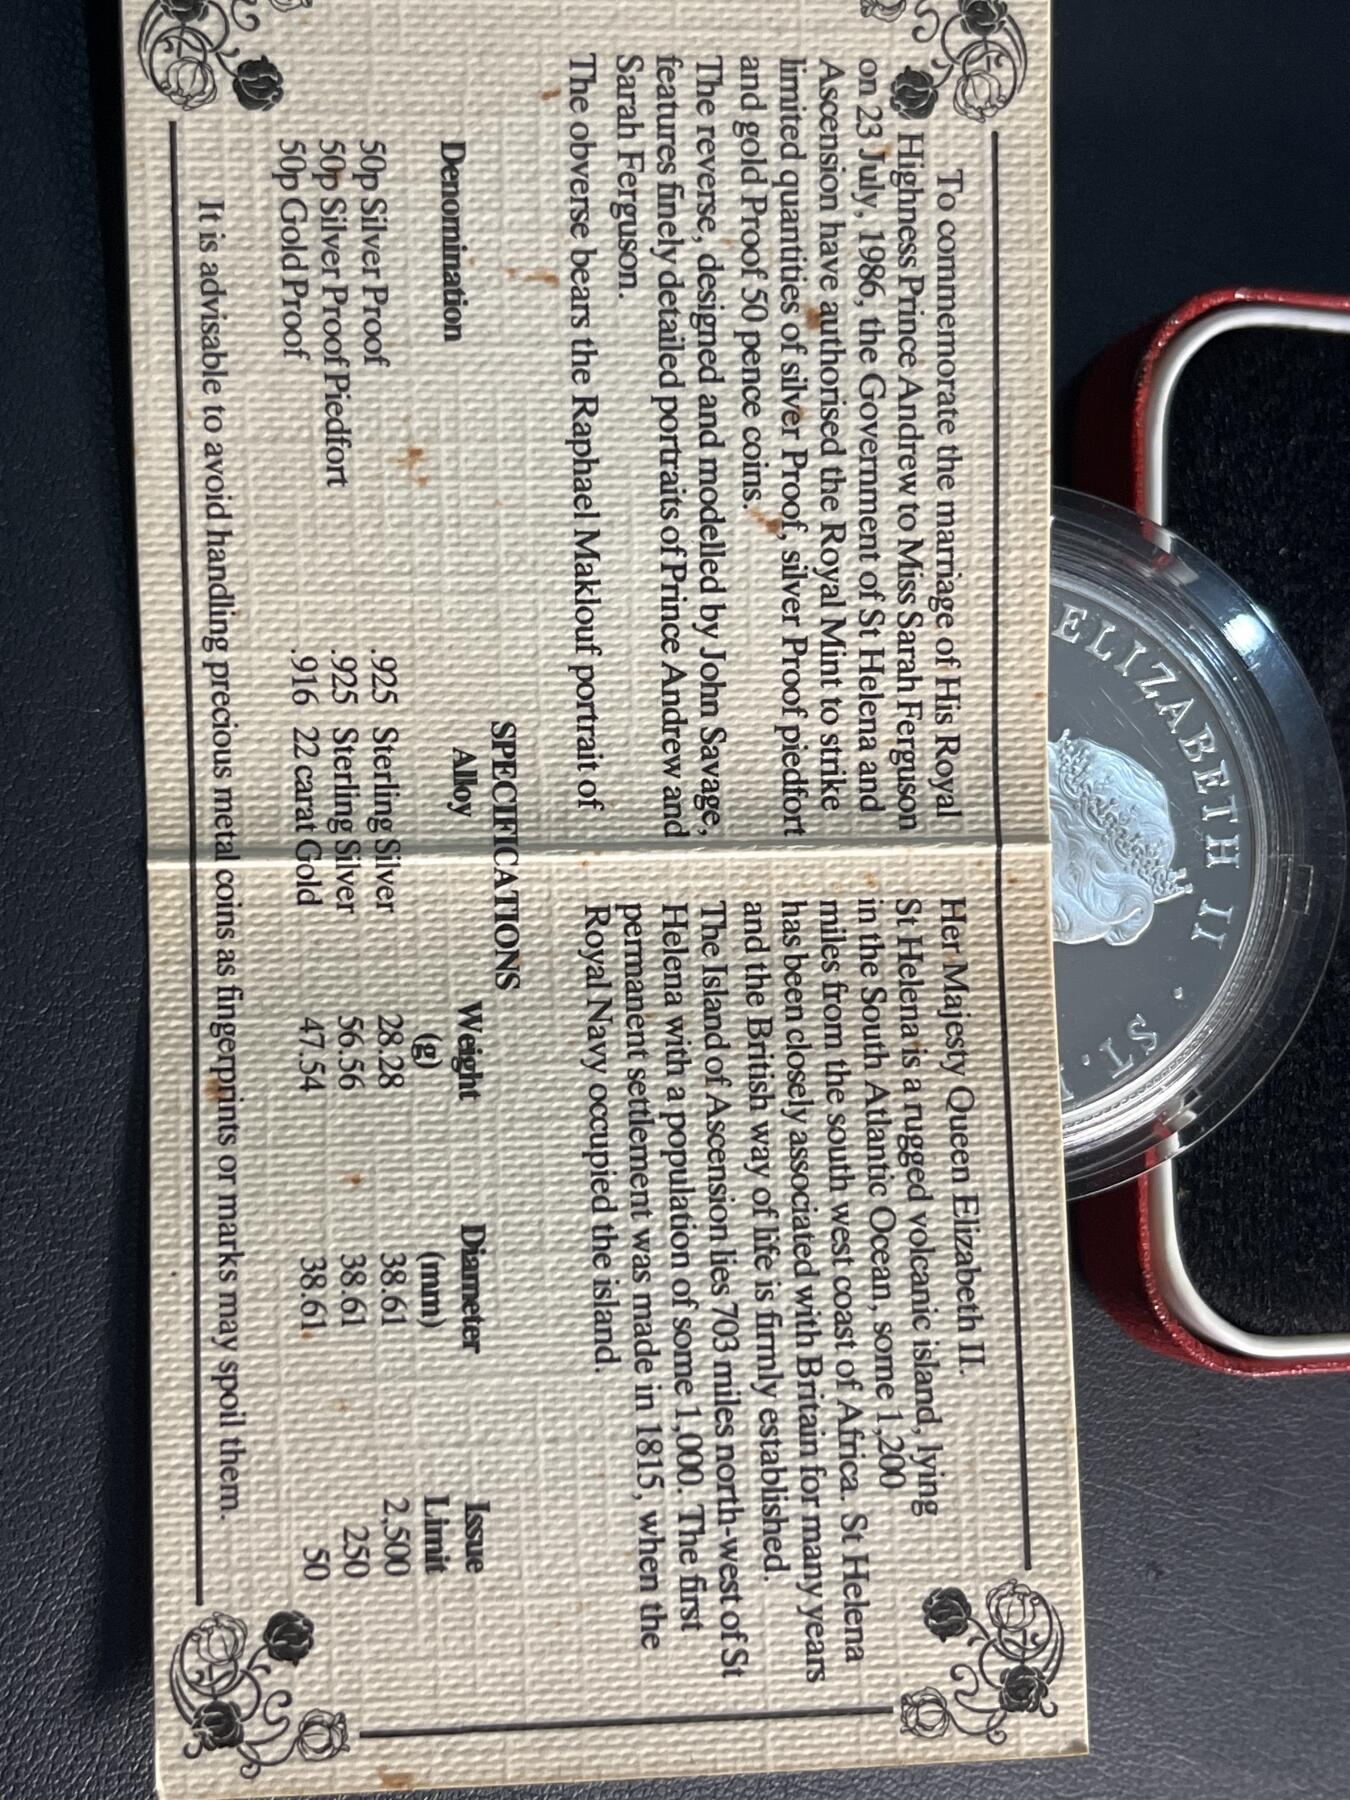 To commemorate the marriage of His Royal
Highness Prince Andrew to Miss Sarah Ferguson
on 23 July, 1986, the Government of St Helena and
Ascension have authorised the Royal Mint to strike
limited quantities of silver Proof, silver Proof piedfort
and gold Proof 50 pence coins.
The reverse, designed and modelled by John Savage,
features finely detailed portraits of Prince Andrew and
Sarah Ferguson.
The obverse bears the Raphael Maklouf portrait of
Her Majesty Queen Elizabeth II.
St Helena is a rugged volcanic island, lying
in the South Atlantic Ocean, some 1,200
miles from the south west coast of Africa. St Helena
has been closely associated with Britain for many years
and the British way of life is firmly established.
The Island of Ascension lies 703 miles north-west of St
Helena with a population of some 1,000. The first
permanent settlement was made in 1815, when the
Royal Navy occupied the island.
SPECIFICATIONS
Denomination Alloy Weight (g) Diameter (mm) Issue Limit
50p Silver Proof .925 Sterling Silver 28.28 38.61 2,500
50p Silver Proof Piedfort .925 Sterling Silver 56.56 38.61 250
50p Gold Proof .916 22 carat Gold 47.54 38.61 50
It is advisable to avoid handling precious metal coins as fingerprints or marks may spoil them.
ELIZABETH II · ST.